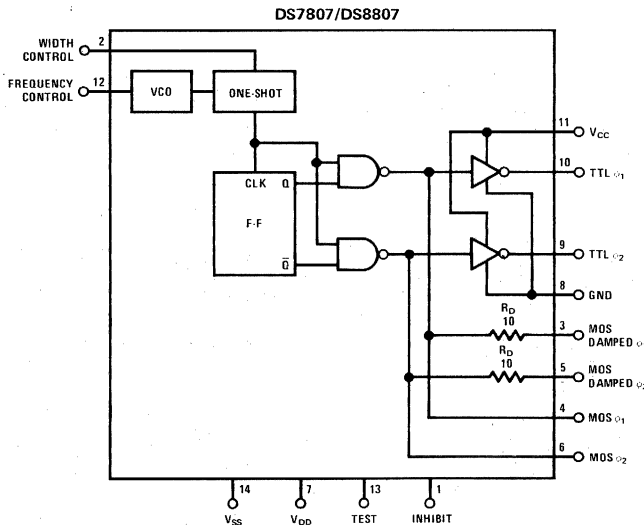 DS7807/DS8807
WIDTH
CONTROL
2
FREQUENCY
CONTROL
12
VCO
ONE-SHOT
CLK Q
F-F
Q̅
11
VCC
10
TTL φ1
9
TTL φ2
8
GND
RD
10
3
MOS
DAMPED φ
RD
10
5
MOS
DAMPED φ
4
MOS φ1
6
MOS φ2
14 7 13 1
VSS VDD TEST INHIBIT